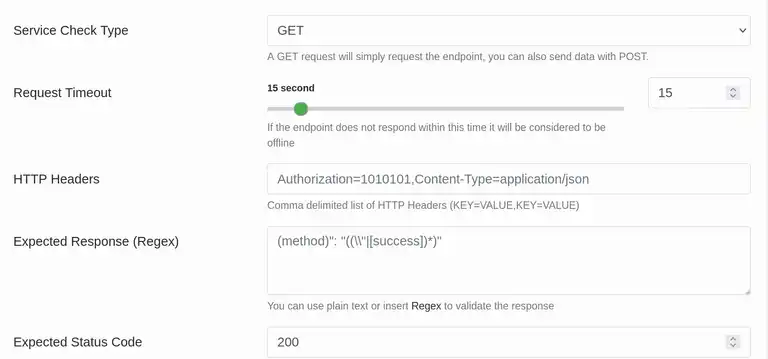 Service Check Type
GET
A GET request will simply request the endpoint, you can also send data with POST.
Request Timeout
15 second
15
If the endpoint does not respond within this time it will be considered to be
offline
HTTP Headers
Authorization=1010101,Content-Type=application/json
Comma delimited list of HTTP Headers (KEY=VALUE,KEY=VALUE)
Expected Response (Regex)
(method)": "((\\"|[success])*)"
You can use plain text or insert Regex to validate the response
Expected Status Code
200